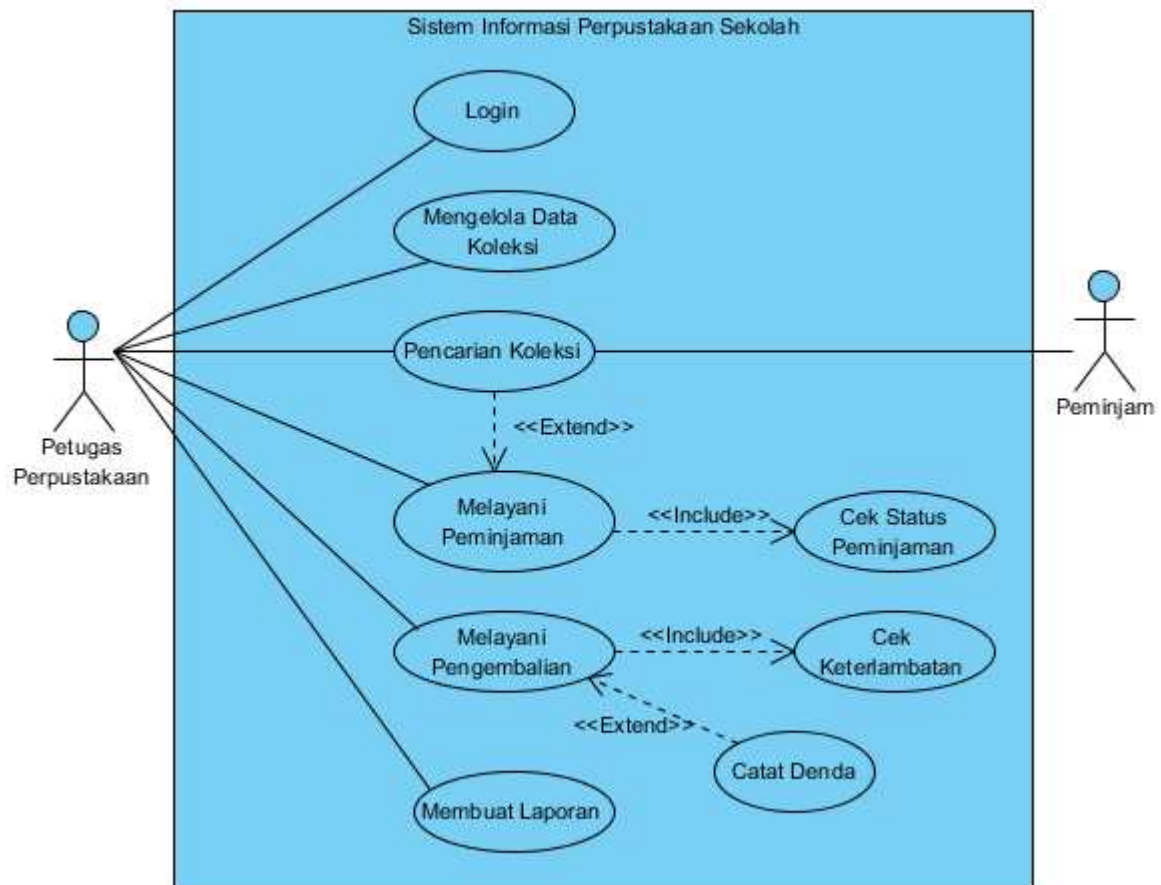 Sistem Informasi Perpustakaan Sekolah
Login
Mengelola Data
Koleksi
Pencarian Koleksi
<<Extend>>
Petugas
Perpustakaan
Peminjam
Melayani
Peminjaman
<<Include>>
Cek Status
Peminjaman
Melayani
Pengembalian
<<Include>>
Cek
Keterlambatan
<<Extend>>
Catat Denda
Membuat Laporan